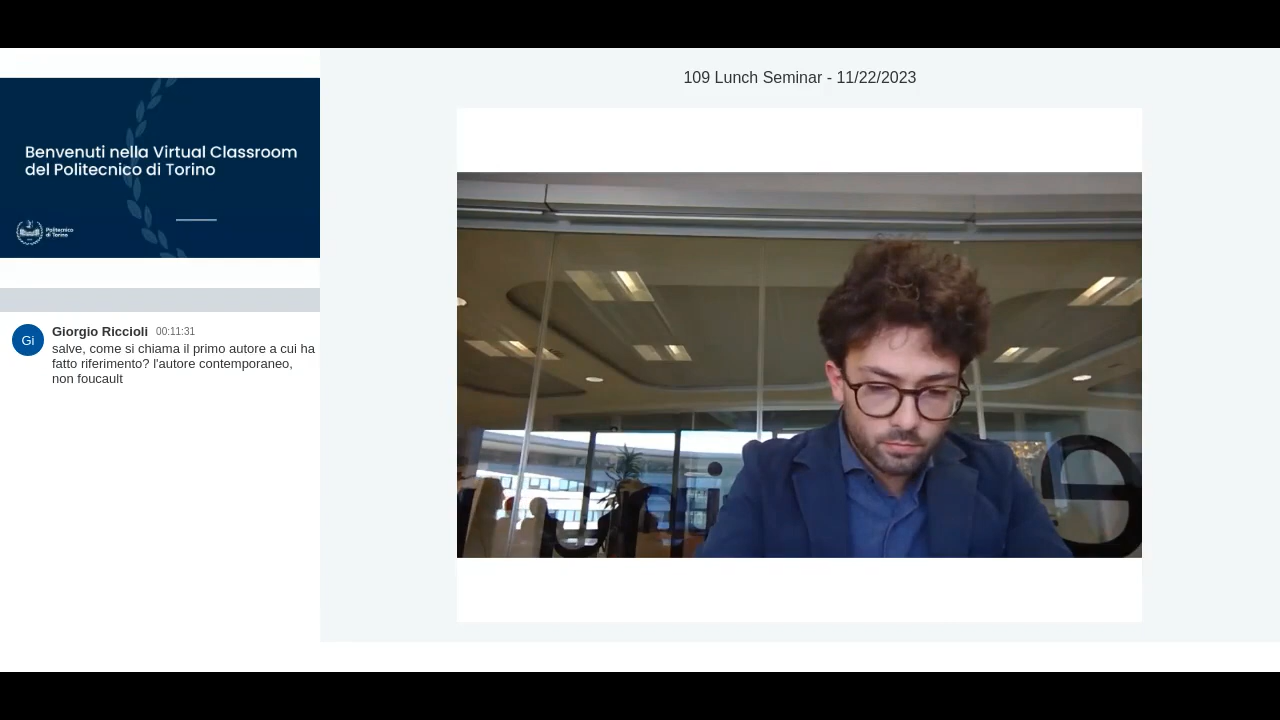 109 Lunch Seminar - 11/22/2023
Benvenuti nella Virtual Classroom
del Politecnico di Torino
Politecnico
di Torino
Gi
Giorgio Riccioli 00:11:31
salve, come si chiama il primo autore a cui ha
fatto riferimento? l'autore contemporaneo,
non foucault